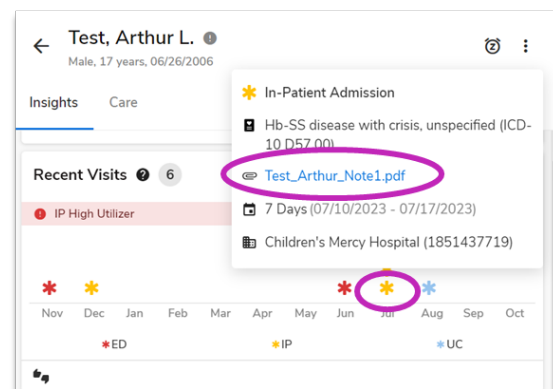 Test, Arthur L.
Male, 17 years, 06/26/2006
Insights Care
In-Patient Admission
Hb-SS disease with crisis, unspecified (ICD-
10 D57.00)
Test_Arthur_Note1.pdf
7 Days (07/10/2023 - 07/17/2023)
Children's Mercy Hospital (1851437719)
Recent Visits ? 6
IP High Utilizer
Nov Dec Jan Feb Mar Apr May Jun Jul Aug Sep Oct
ED IP UC